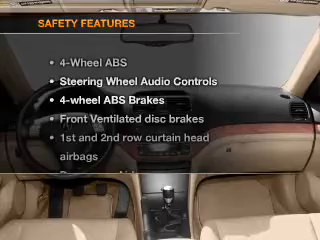 SAFETY FEATURES
• 4-Wheel ABS
• Steering Wheel Audio Controls
• 4-wheel ABS Brakes
• Front Ventilated disc brakes
• 1st and 2nd row curtain head
airbags